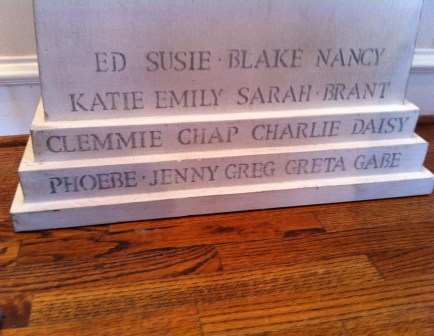 ED SUSIE · BLAKE NANCY
KATIE EMILY SARAH · BRANT
CLEMMIE CHAP CHARLIE DAISY
PHOEBE · JENNY GREG GRETA GABE